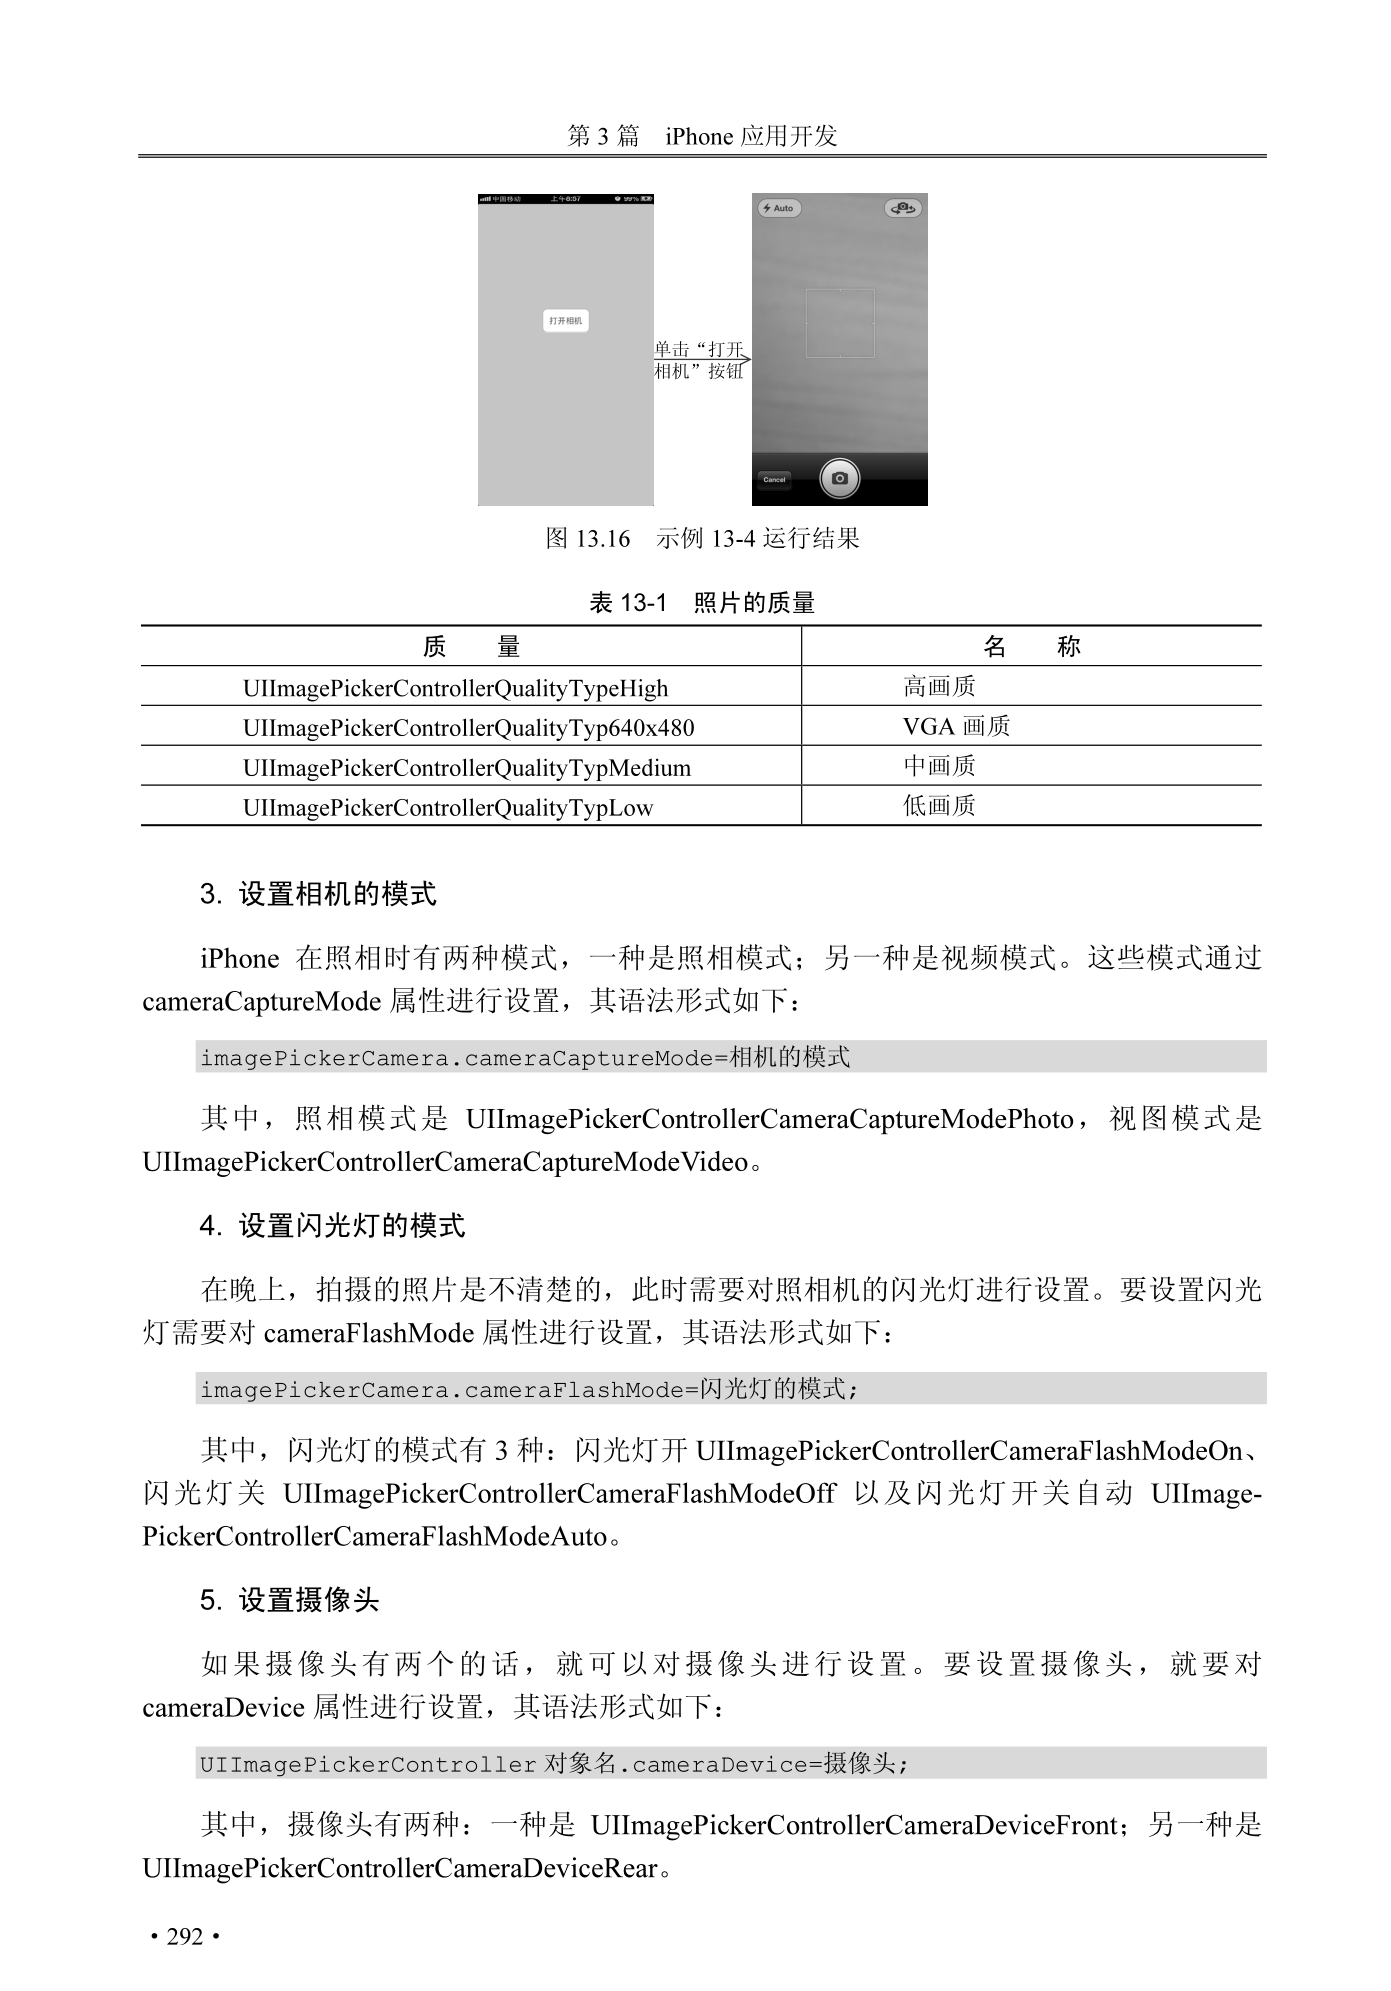 第 3 篇　iPhone 应用开发
中国移动 上午8:57 99%
打开相机
单击“打开
相机”按钮
Auto
Cancel
图 13.16　示例 13-4 运行结果
表 13-1　照片的质量
质　　量 名　　称
UIImagePickerControllerQualityTypeHigh 高画质
UIImagePickerControllerQualityTyp640x480 VGA 画质
UIImagePickerControllerQualityTypMedium 中画质
UIImagePickerControllerQualityTypLow 低画质
3. 设置相机的模式
iPhone 在照相时有两种模式，一种是照相模式；另一种是视频模式。这些模式通过
cameraCaptureMode 属性进行设置，其语法形式如下：
imagePickerCamera.cameraCaptureMode=相机的模式
其中，照相模式是 UIImagePickerControllerCameraCaptureModePhoto，视图模式是
UIImagePickerControllerCameraCaptureModeVideo。
4. 设置闪光灯的模式
在晚上，拍摄的照片是不清楚的，此时需要对照相机的闪光灯进行设置。要设置闪光
灯需要对 cameraFlashMode 属性进行设置，其语法形式如下：
imagePickerCamera.cameraFlashMode=闪光灯的模式;
其中，闪光灯的模式有 3 种：闪光灯开 UIImagePickerControllerCameraFlashModeOn、
闪光灯关 UIImagePickerControllerCameraFlashModeOff 以及闪光灯开关自动 UIImage-
PickerControllerCameraFlashModeAuto。
5. 设置摄像头
如果摄像头有两个的话，就可以对摄像头进行设置。要设置摄像头，就要对
cameraDevice 属性进行设置，其语法形式如下：
UIImagePickerController 对象名.cameraDevice=摄像头;
其中，摄像头有两种：一种是 UIImagePickerControllerCameraDeviceFront；另一种是
UIImagePickerControllerCameraDeviceRear。
·292·